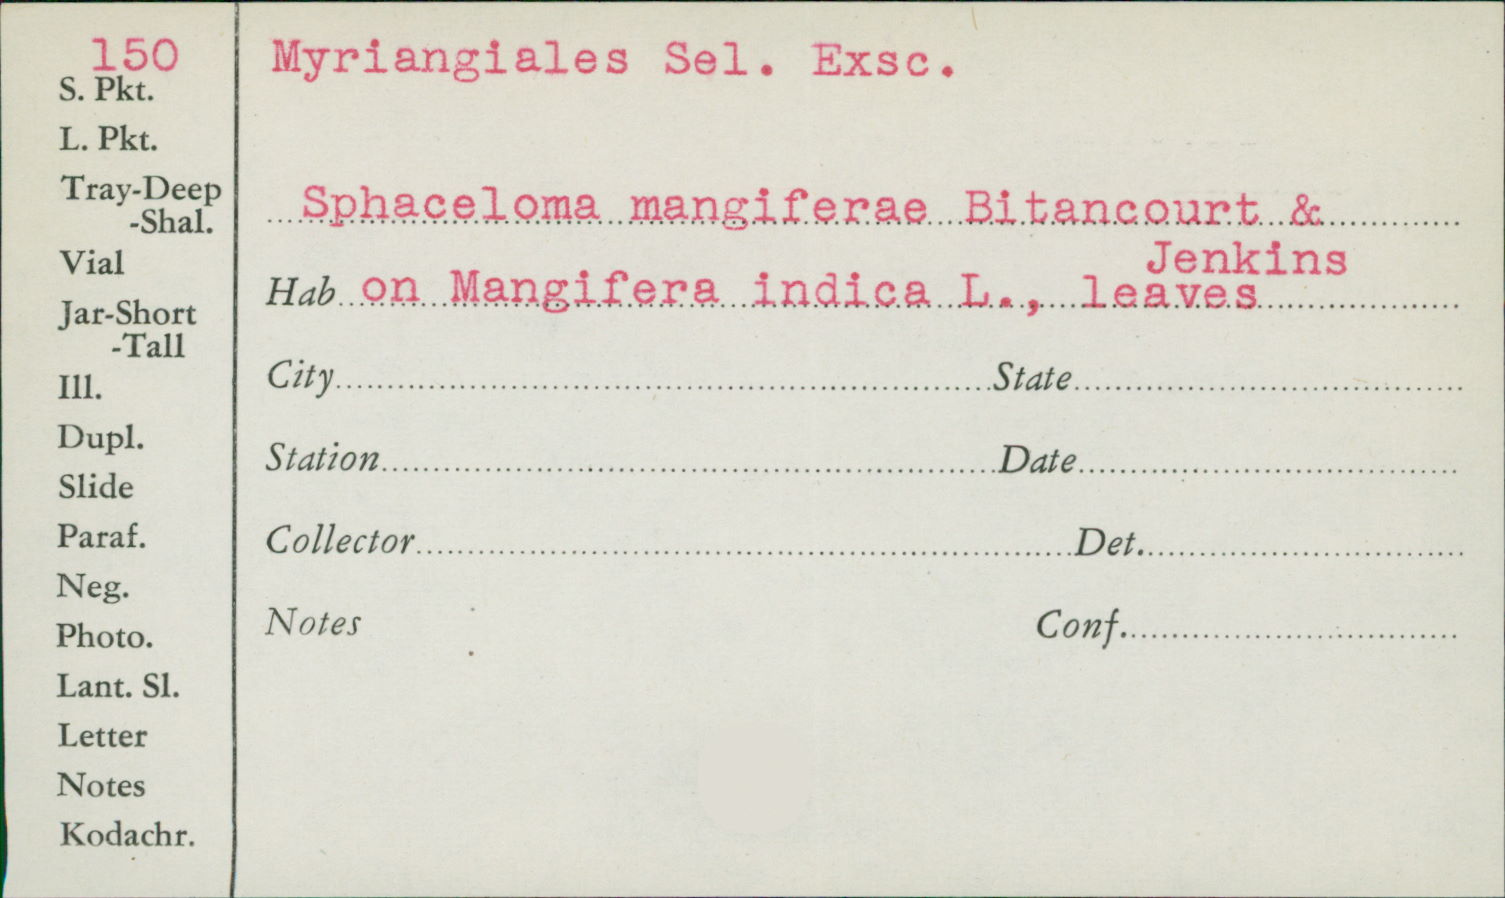 150
S. Pkt.
L. Pkt.
Tray-Deep
-Shal.
Vial
Jar-Short
-Tall
Ill.
Dupl.
Slide
Paraf.
Neg.
Photo.
Lant. Sl.
Letter
Notes
Kodachr.
Myriangiales Sel. Exsc.
Sphaceloma mangiferae Bitancourt &
Jenkins
Hab on Mangifera indica L., leaves
City State
Station Date
Collector Det.
Notes Conf.